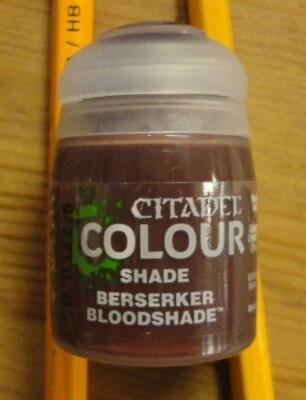 / HB
CITADEL
COLOUR
SHADE
BERSERKER
BLOODSHADE™